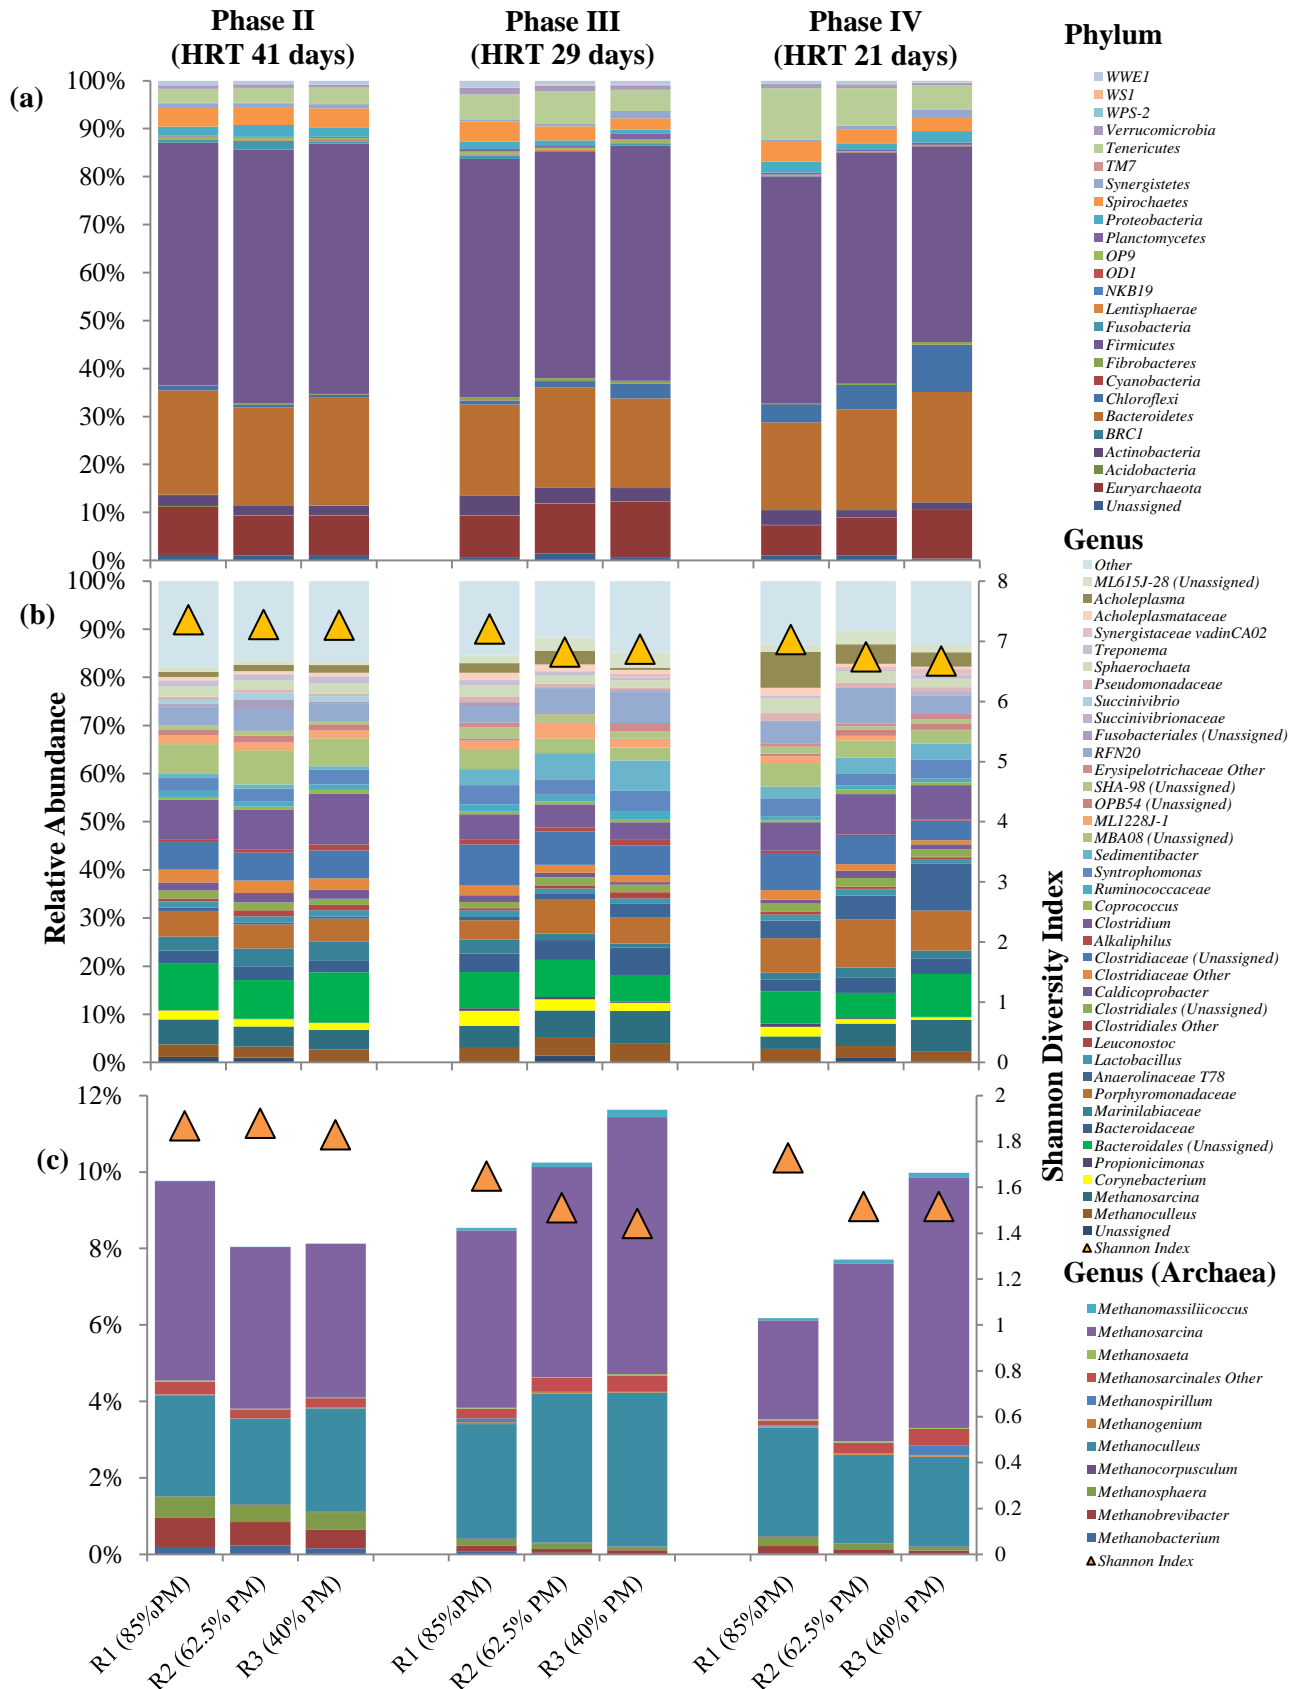 Phase II
(HRT 41 days)
Phase III
(HRT 29 days)
Phase IV
(HRT 21 days)
Phylum
(a)
100%
90%
80%
70%
60%
50%
40%
30%
20%
10%
0%
WWE1
WS1
WPS-2
Verrucomicrobia
Tenericutes
TM7
Synergistetes
Spirochaetes
Proteobacteria
Planctomycetes
OP9
OD1
NKB19
Lentisphaerae
Fusobacteria
Firmicutes
Fibrobacteres
Cyanobacteria
Chloroflexi
Bacteroidetes
BRC1
Actinobacteria
Acidobacteria
Euryarchaeota
Unassigned
(b)
Relative Abundance
100%
90%
80%
70%
60%
50%
40%
30%
20%
10%
0%
8
7
6
5
4
3
2
1
0
Shannon Diversity Index
Genus
Other
ML615J-28 (Unassigned)
Acholeplasma
Acholeplasmataceae
Synergistaceae vadinCA02
Treponema
Sphaerochaeta
Pseudomonadaceae
Succinivibrio
Succinivibrionaceae
Fusobacteriales (Unassigned)
RFN20
Erysipelotrichaceae Other
SHA-98 (Unassigned)
OPB54 (Unassigned)
ML1228J-1
MBA08 (Unassigned)
Sedimentibacter
Syntrophomonas
Ruminococcaceae
Coprococcus
Clostridium
Alkaliphilus
Clostridiaceae (Unassigned)
Clostridiaceae Other
Caldicoprobacter
Clostridiales (Unassigned)
Clostridiales Other
Leuconostoc
Lactobacillus
Anaerolinaceae T78
Porphyromonadaceae
Marinilabiaceae
Bacteroidaceae
Bacteroidales (Unassigned)
Propionicimonas
Corynebacterium
Methanosarcina
Methanoculleus
Unassigned
Shannon Index
(c)
12%
10%
8%
6%
4%
2%
0%
2
1.8
1.6
1.4
1.2
1
0.8
0.6
0.4
0.2
0
Genus (Archaea)
Methanomassiliicoccus
Methanosarcina
Methanosaeta
Methanosarcinales Other
Methanospirillum
Methanogenium
Methanoculleus
Methanocorpusculum
Methanosphaera
Methanobrevibacter
Methanobacterium
Shannon Index
R1 (85%PM)
R2 (62.5% PM)
R3 (40% PM)
R1 (85%PM)
R2 (62.5% PM)
R3 (40% PM)
R1 (85%PM)
R2 (62.5% PM)
R3 (40% PM)